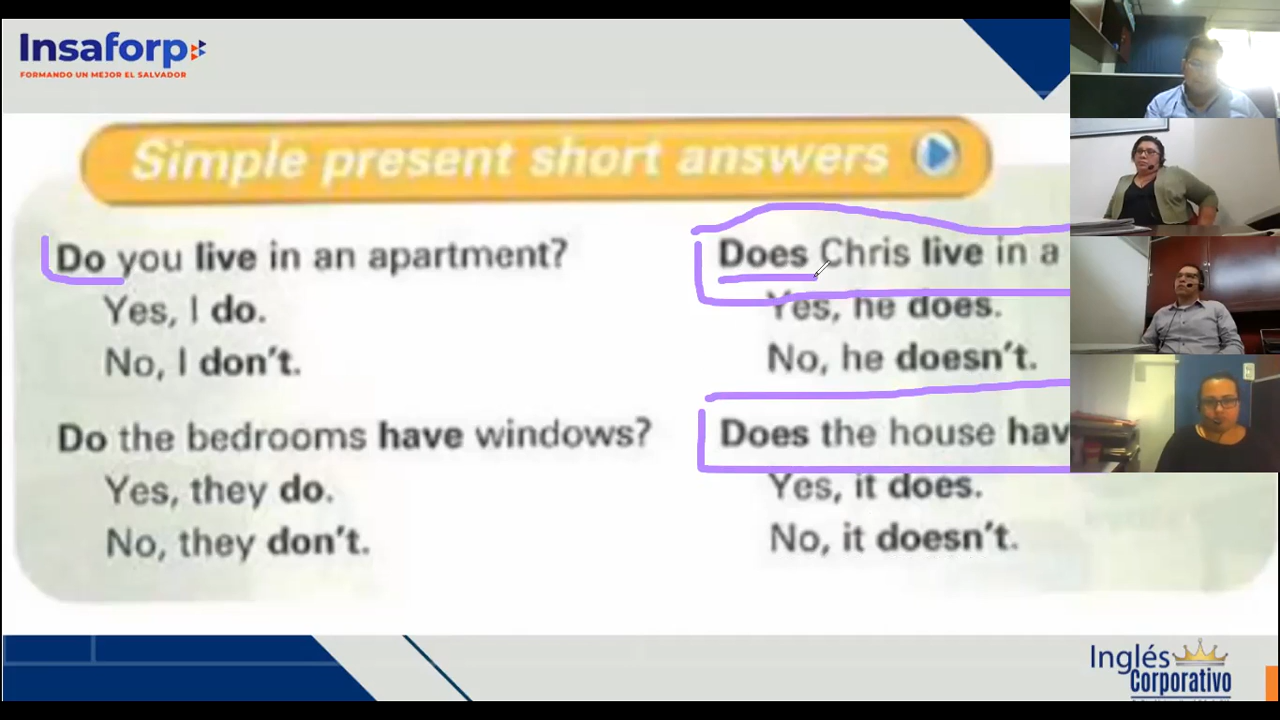 Insaforp
FORMANDO UN MEJOR EL SALVADOR
Simple present short answers
Do you live in an apartment?
Yes, I do.
No, I don't.
Do the bedrooms have windows?
Yes, they do.
No, they don't.
Does Chris live in a
Yes, he does.
No, he doesn't.
Does the house hav
Yes, it does.
No, it doesn't.
Inglés
Corporativo